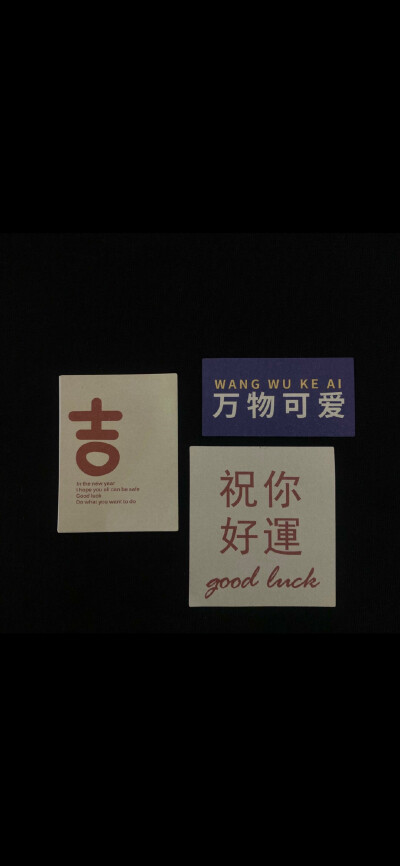 吉
In the new year
I hope you all can be safe
Good luck
Do what you want to do
WANG WU KE AI
万物可爱
祝你
好運
good luck